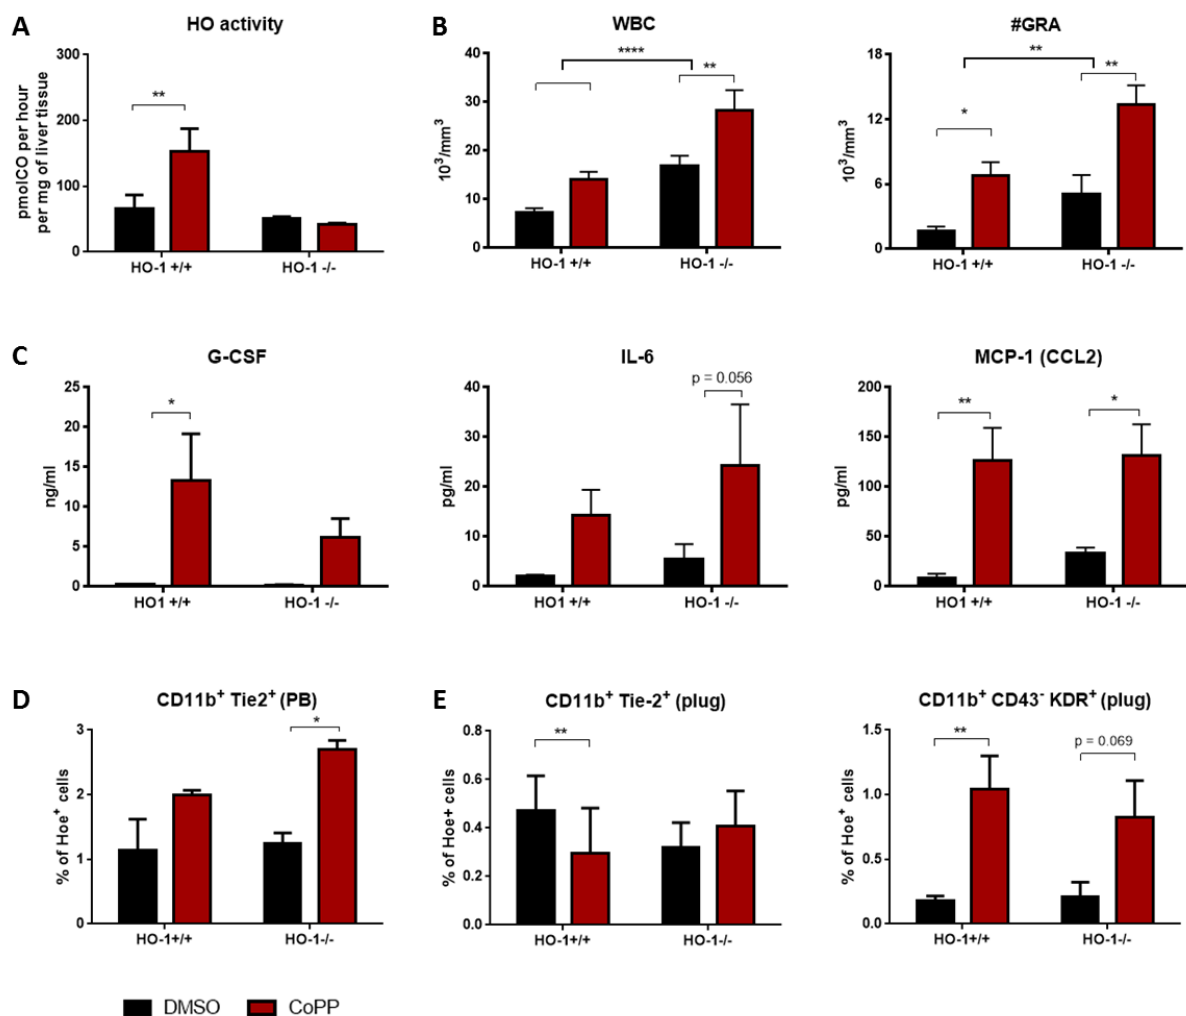 A
HO activity
pmolCO per hour
per mg of liver tissue
300
200
100
0
**
HO-1 +/+
HO-1 -/-
B
WBC
10³/mm³
40
30
20
10
0
****
**
HO-1 +/+
HO-1 -/-
#GRA
10³/mm³
18
12
6
0
**
*
**
HO-1 +/+
HO-1 -/-
C
G-CSF
ng/ml
25
20
15
10
5
0
*
HO1 +/+
HO-1 -/-
IL-6
pg/ml
40
30
20
10
0
p = 0.056
HO1 +/+
HO-1 -/-
MCP-1 (CCL2)
pg/ml
200
150
100
50
0
**
*
HO1 +/+
HO-1 -/-
D
CD11b⁺ Tie2⁺ (PB)
% of Hoe⁺ cells
3
2
1
0
*
HO-1+/+
HO-1-/-
E
CD11b⁺ Tie-2⁺ (plug)
% of Hoe+ cells
0.8
0.6
0.4
0.2
0.0
**
HO-1+/+
HO-1-/-
CD11b⁺ CD43⁻ KDR⁺ (plug)
% of Hoe⁺ cells
1.5
1.0
0.5
0.0
**
p = 0.069
HO-1+/+
HO-1-/-
DMSO
CoPP